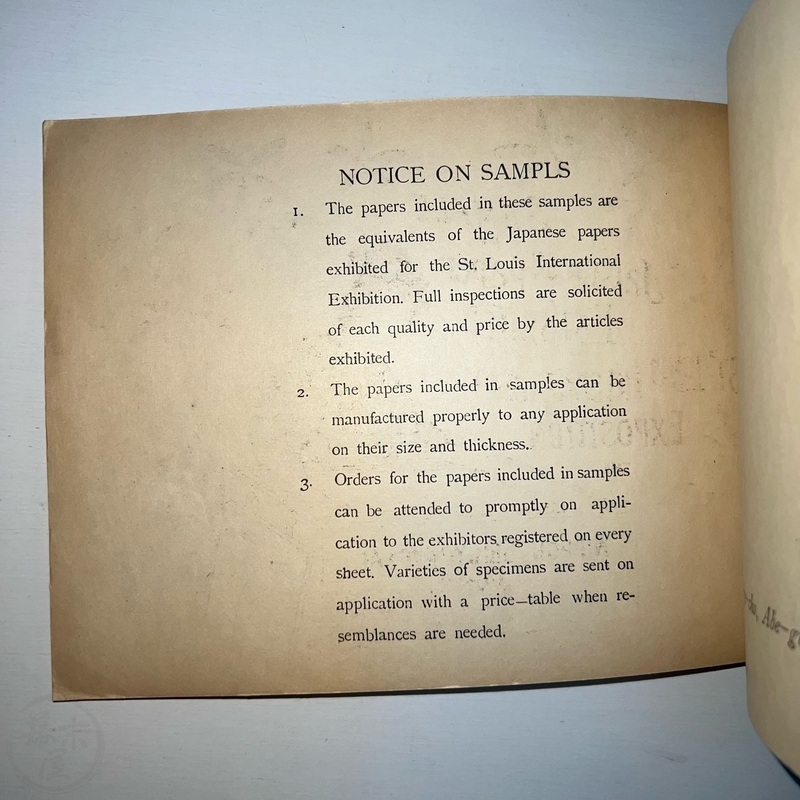 NOTICE ON SAMPLS
1. The papers included in these samples are
the equivalents of the Japanese papers
exhibited for the St. Louis International
Exhibition. Full inspections are solicited
of each quality and price by the articles
exhibited.
2. The papers included in samples can be
manufactured properly to any application
on their size and thickness.
3. Orders for the papers included in samples
can be attended to promptly on appli-
cation to the exhibitors registered on every
sheet. Varieties of specimens are sent on
application with a price—table when re-
semblances are needed.
Abe-g